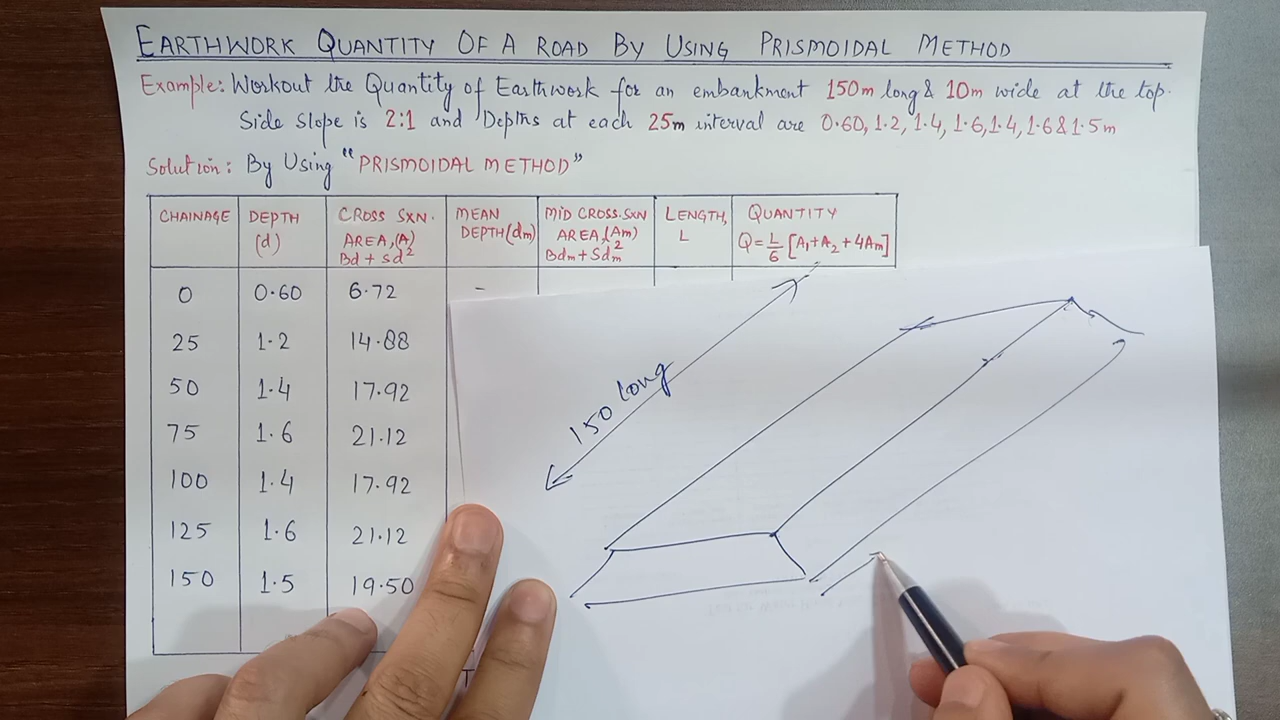 EARTHWORK QUANTITY OF A ROAD BY USING PRISMOIDAL METHOD
Example: Workout the Quantity of Earthwork for an embankment 150m long & 10m wide at the top.
Side slope is 2:1 and Depths at each 25m interval are 0.60, 1.2, 1.4, 1.6, 1.4, 1.6 & 1.5m
Solution: By Using "PRISMOIDAL METHOD"
CHAINAGE DEPTH (d) CROSS SXN. AREA, (A) Bd + Sd² MEAN DEPTH (dm) MID CROSS. SXN AREA, (Am) Bdm + Sdm² LENGTH, L QUANTITY Q = L/6 [A₁+A₂ + 4Am]
0 0.60 6.72 -
25 1.2 14.88
50 1.4 17.92
75 1.6 21.12
100 1.4 17.92
125 1.6 21.12
150 1.5 19.50
150 long